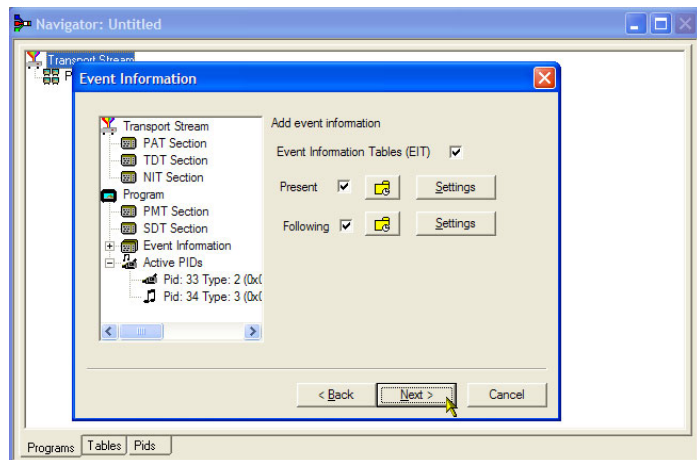 Navigator: Untitled
Transport Stream
P
Event Information
Transport Stream
PAT Section
TDT Section
NIT Section
Program
PMT Section
SDT Section
Event Information
Active PIDs
Pid: 33 Type: 2 (0x0
Pid: 34 Type: 3 (0x0
Add event information
Event Information Tables (EIT)
Present
Settings
Following
Settings
< Back
Next >
Cancel
Programs
Tables
Pids